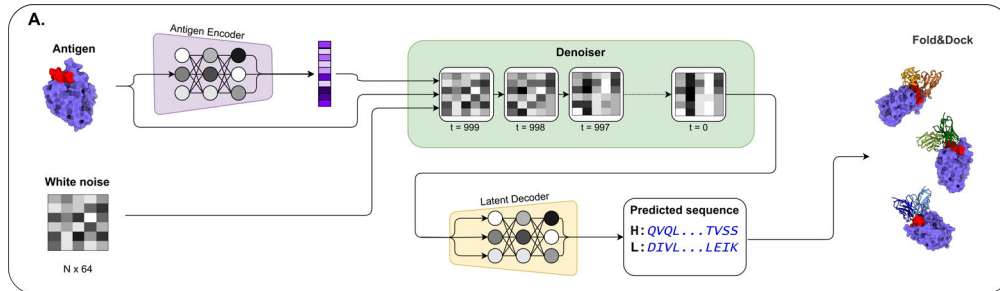 A.
Antigen
Antigen Encoder
Denoiser
Fold&Dock
t = 999
t = 998
t = 997
t = 0
White noise
N x 64
Latent Decoder
Predicted sequence
H: QVQL...TVSS
L: DIVL...LEIK